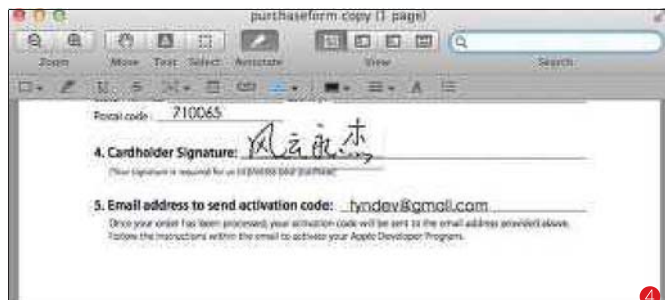 purchaseform copy (1 page)
Zoom Move Text Select Annotate View Search
Postal code 710065
4. Cardholder Signature: 风云永杰
(Your signature is required for us to process your purchase)
5. Email address to send activation code: fyndev@gmail.com
Once your order has been processed, your activation code will be sent to the email address provided above.
Follow the instructions within the email to activate your Apple Developer Program.
4